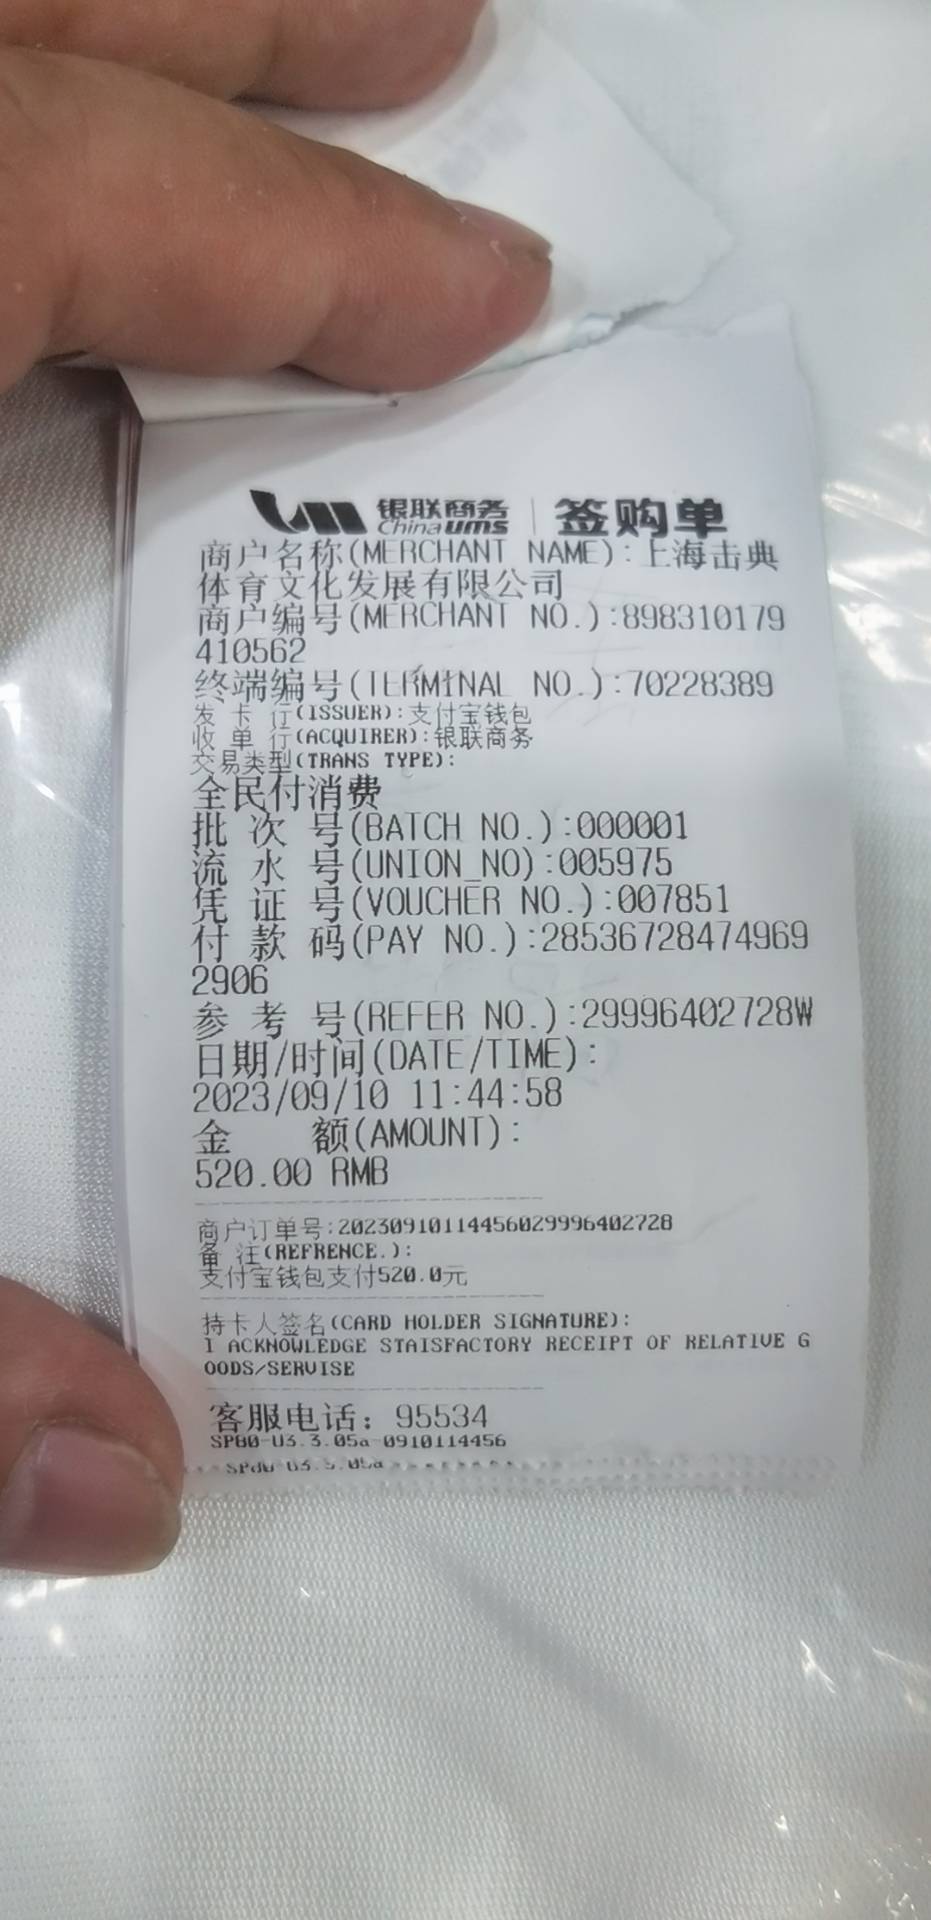 银联商务 China ums | 签购单
商户名称(MERCHANT NAME):上海击典
体育文化发展有限公司
商户编号(MERCHANT NO.):898310179
410562
终端编号(TERMINAL NO.):70228389
发 卡 行(ISSUER):支付宝钱包
收 单 行(ACQUIRER):银联商务
交易类型(TRANS TYPE):
全民付消费
批 次 号(BATCH NO.):000001
流 水 号(UNION_NO):005975
凭 证 号(VOUCHER NO.):007851
付 款 码(PAY NO.):28536728474969
2906
参 考 号(REFER NO.):29996402728W
日期/时间(DATE/TIME):
2023/09/10 11:44:58
金 额(AMOUNT):
520.00 RMB
商户订单号:20230910114456029996402728
备 注(REFRENCE.):
支付宝钱包支付520.0元
持卡人签名(CARD HOLDER SIGNATURE):
I ACKNOWLEDGE STAISFACTORY RECEIPT OF RELATIVE G
OODS/SERVISE
客服电话：95534
SP80-U3.3.05a-0910114456